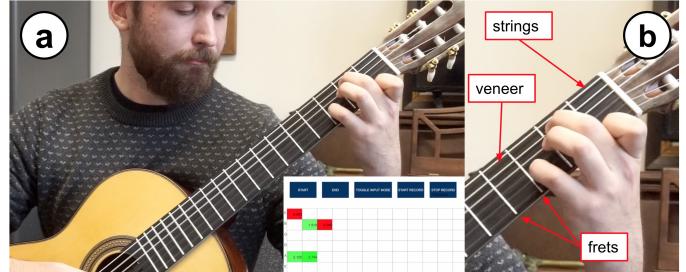 a
b
strings
veneer
frets
START
END
TOGGLE INPUT MODE
START RECORD
STOP RECORD